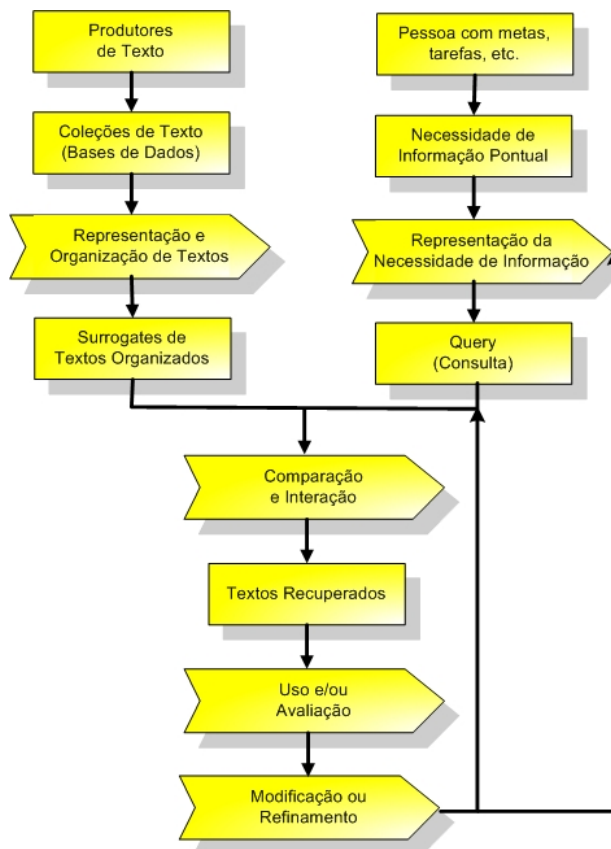 Produtores
de Texto
Coleções de Texto
(Bases de Dados)
Representação e
Organização de Textos
Surrogates de
Textos Organizados
Pessoa com metas,
tarefas, etc.
Necessidade de
Informação Pontual
Representação da
Necessidade de Informação
Query
(Consulta)
Comparação
e Interação
Textos Recuperados
Uso e/ou
Avaliação
Modificação ou
Refinamento